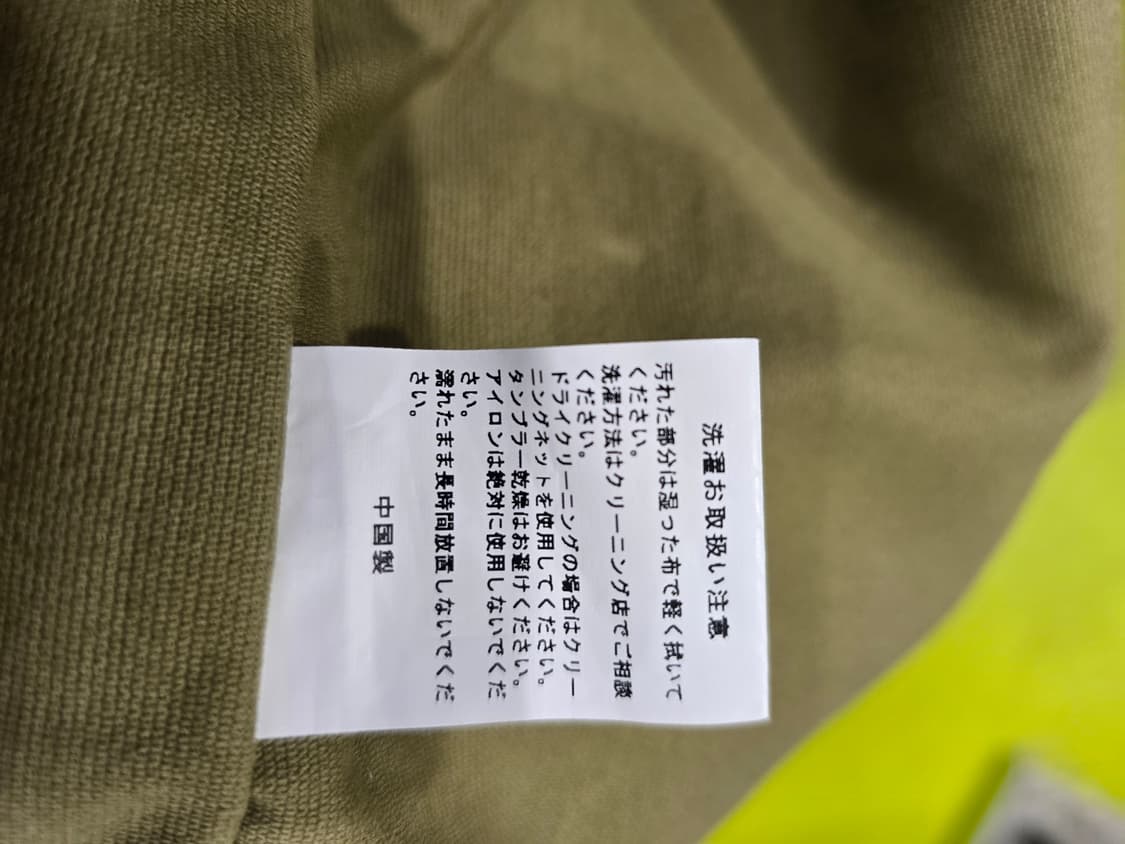 洗濯お取扱い注意
汚れた部分は湿った布で軽く拭いて
ください。
洗濯方法はクリーニング店でご相談
ください。
ドライクリーニングの場合はクリー
ニングネットを使用してください。
タンブラー乾燥はお避けください。
アイロンは絶対に使用しないでくだ
さい。
濡れたまま長時間放置しないでくだ
さい。
中国製